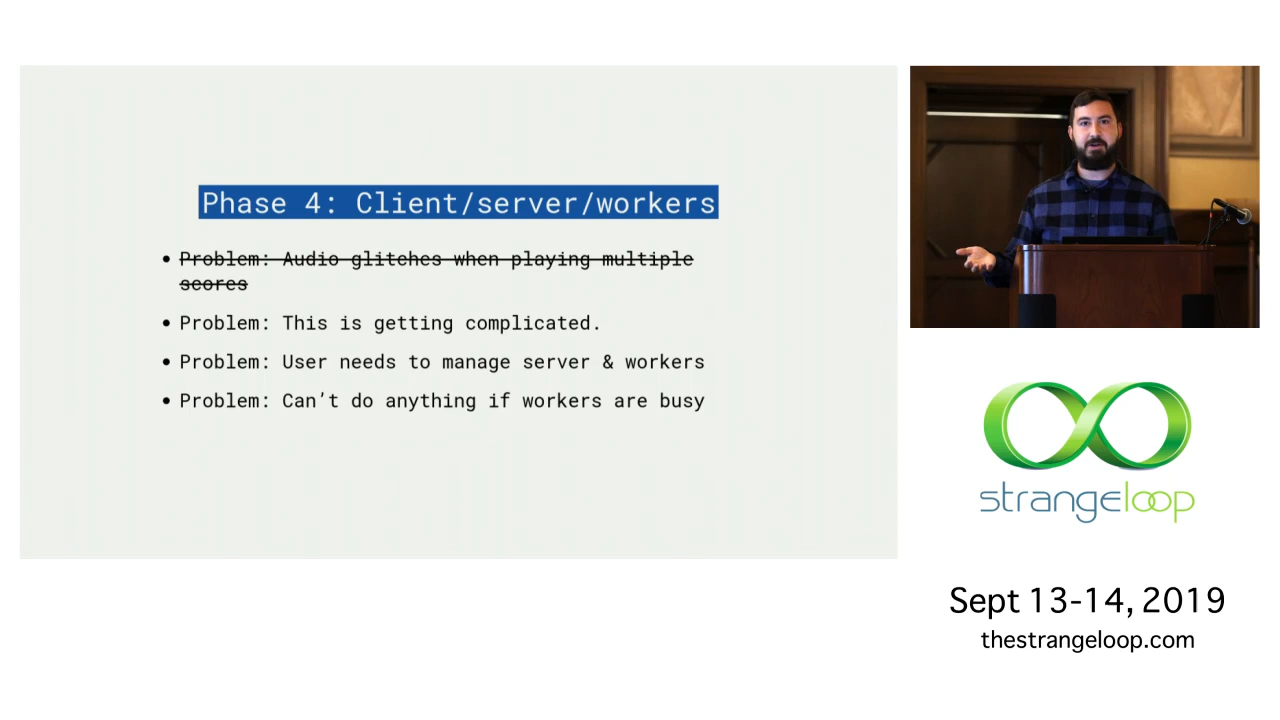 Phase 4: Client/server/workers
• Problem: Audio glitches when playing multiple
scores
• Problem: This is getting complicated.
• Problem: User needs to manage server & workers
• Problem: Can’t do anything if workers are busy
strangeloop
Sept 13-14, 2019
thestrangeloop.com